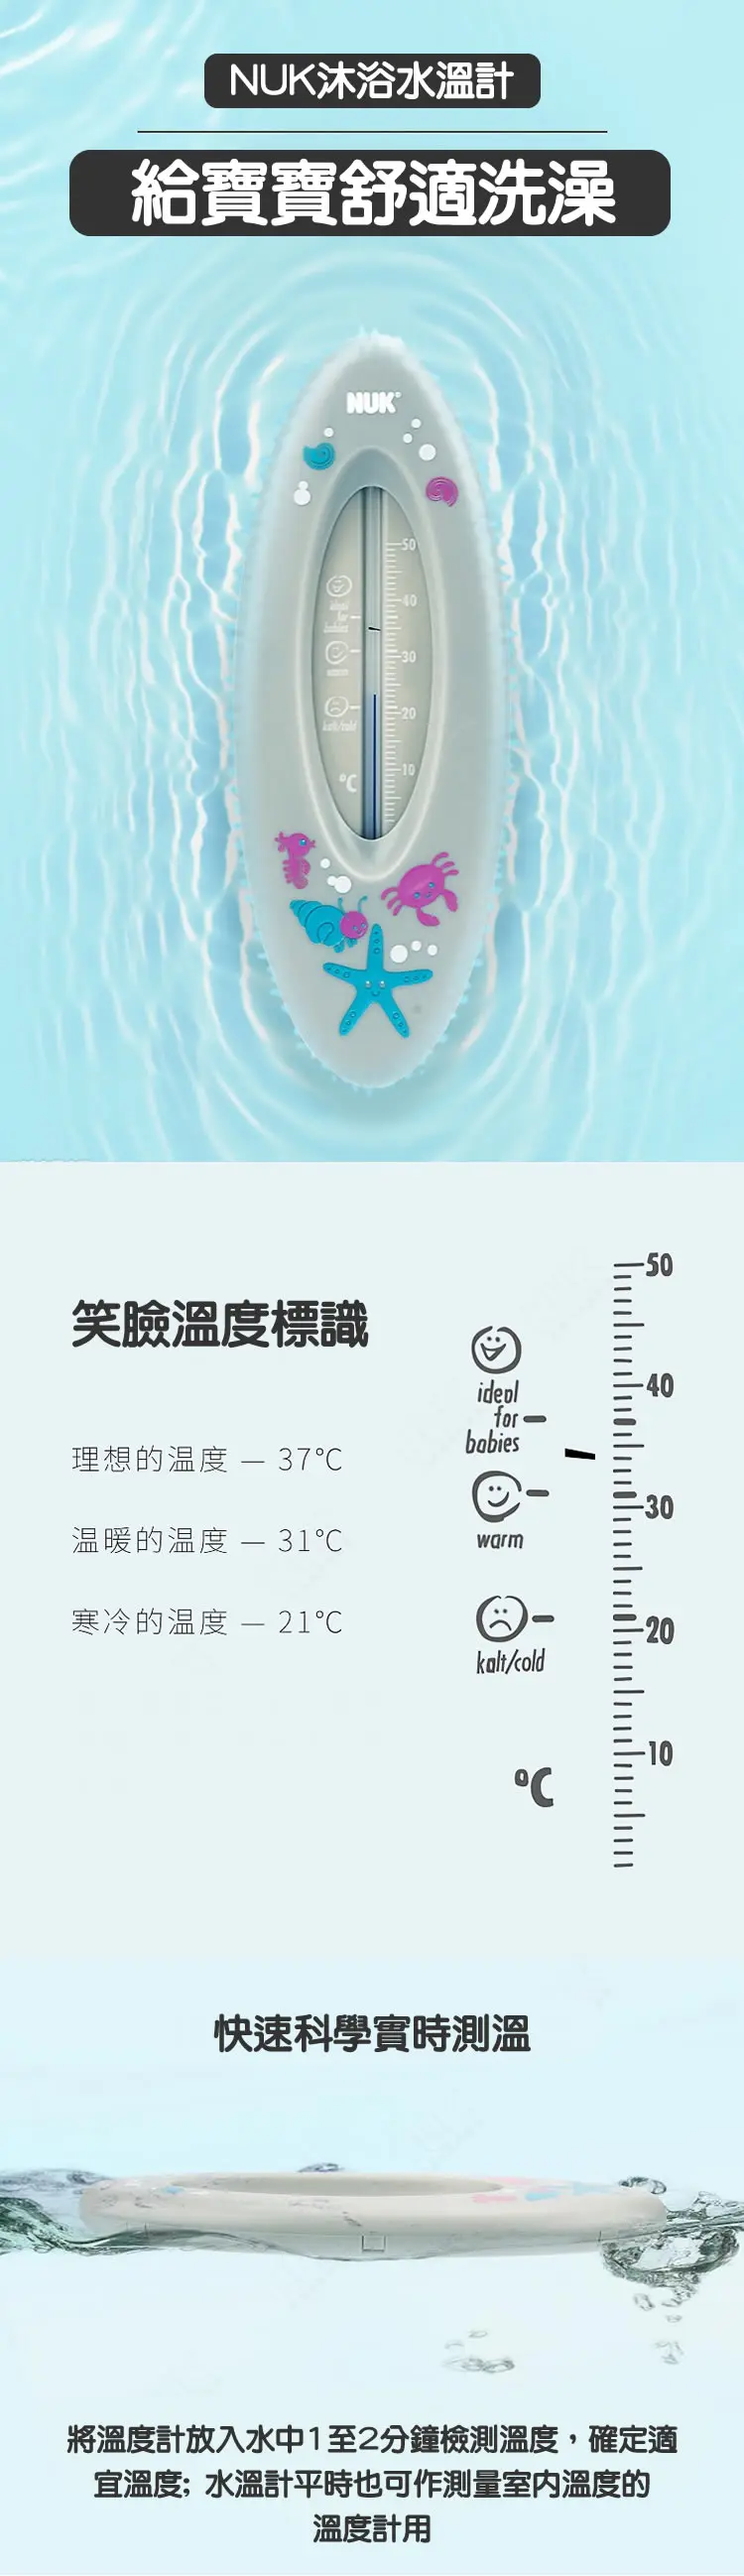 NUK沐浴水溫計
給寶寶舒適洗澡
NUK®
50
40
30
20
10
kalt/cold
°C
笑臉溫度標識
理想的温度 — 37°C
温暖的温度 — 31°C
寒冷的温度 — 21°C
ideal
for
babies
warm
kalt/cold
°C
50
40
30
20
10
快速科學實時測溫
將溫度計放入水中1至2分鐘檢測溫度，確定適
宜溫度; 水溫計平時也可作測量室内溫度的
溫度計用